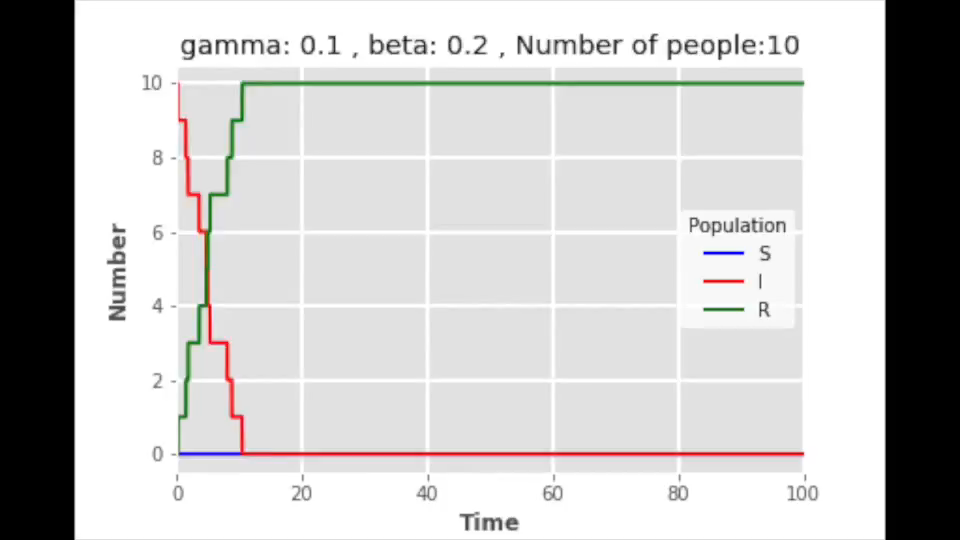 gamma: 0.1 , beta: 0.2 , Number of people:10
10
8
6
4
2
0
Number
Population
S
I
R
0 20 40 60 80 100
Time